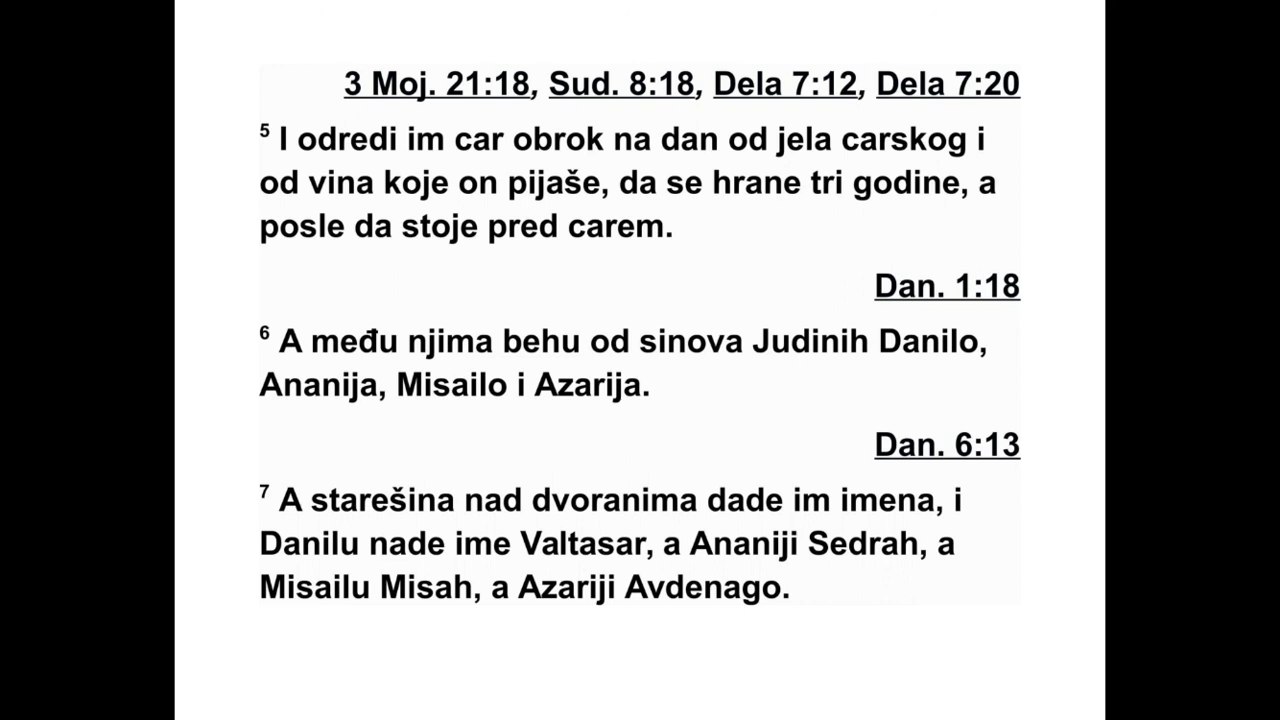 3 Moj. 21:18, Sud. 8:18, Dela 7:12, Dela 7:20
5 I odredi im car obrok na dan od jela carskog i
od vina koje on pijaše, da se hrane tri godine, a
posle da stoje pred carem.
Dan. 1:18
6 A među njima behu od sinova Judinih Danilo,
Ananija, Misailo i Azarija.
Dan. 6:13
7 A starešina nad dvoranima dade im imena, i
Danilu nade ime Valtasar, a Ananiji Sedrah, a
Misailu Misah, a Azariji Avdenago.